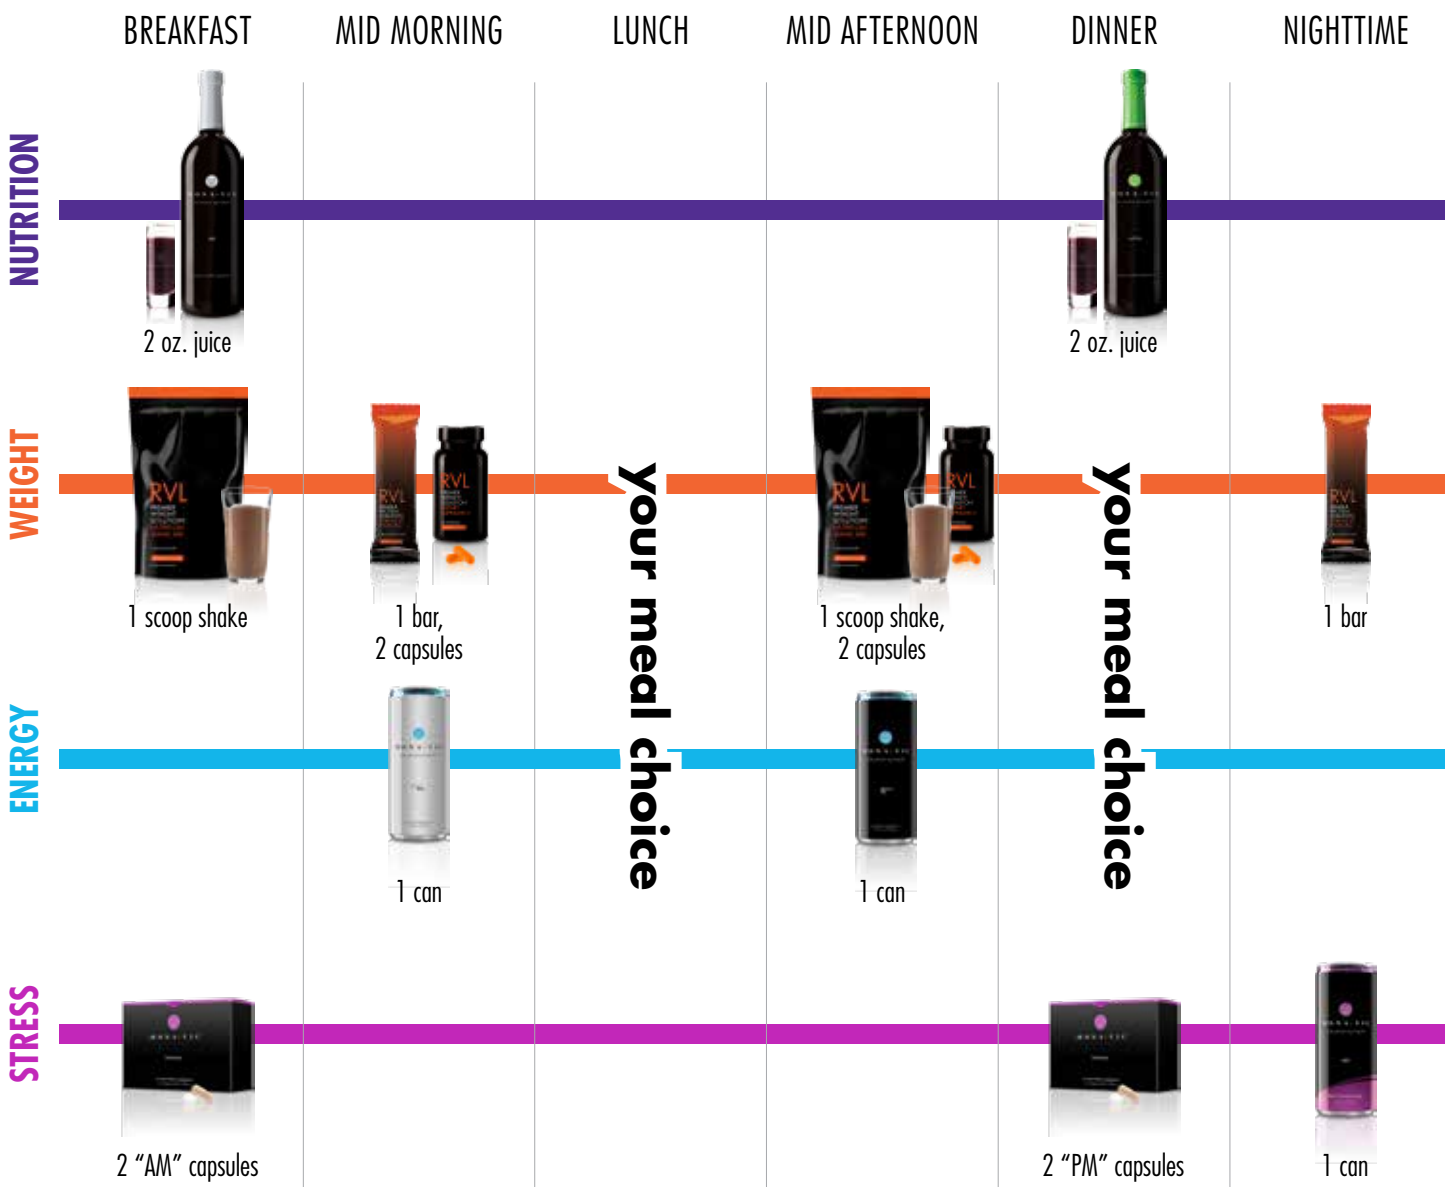 BREAKFAST
MID MORNING
LUNCH
MID AFTERNOON
DINNER
NIGHTTIME
NUTRITION
2 oz. juice
2 oz. juice
WEIGHT
RVL
RVL
RVL
RVL
RVL
RVL
1 scoop shake
1 bar,
2 capsules
your meal choice
1 scoop shake,
2 capsules
your meal choice
1 bar
ENERGY
1 can
1 can
STRESS
2 “AM” capsules
2 “PM” capsules
1 can